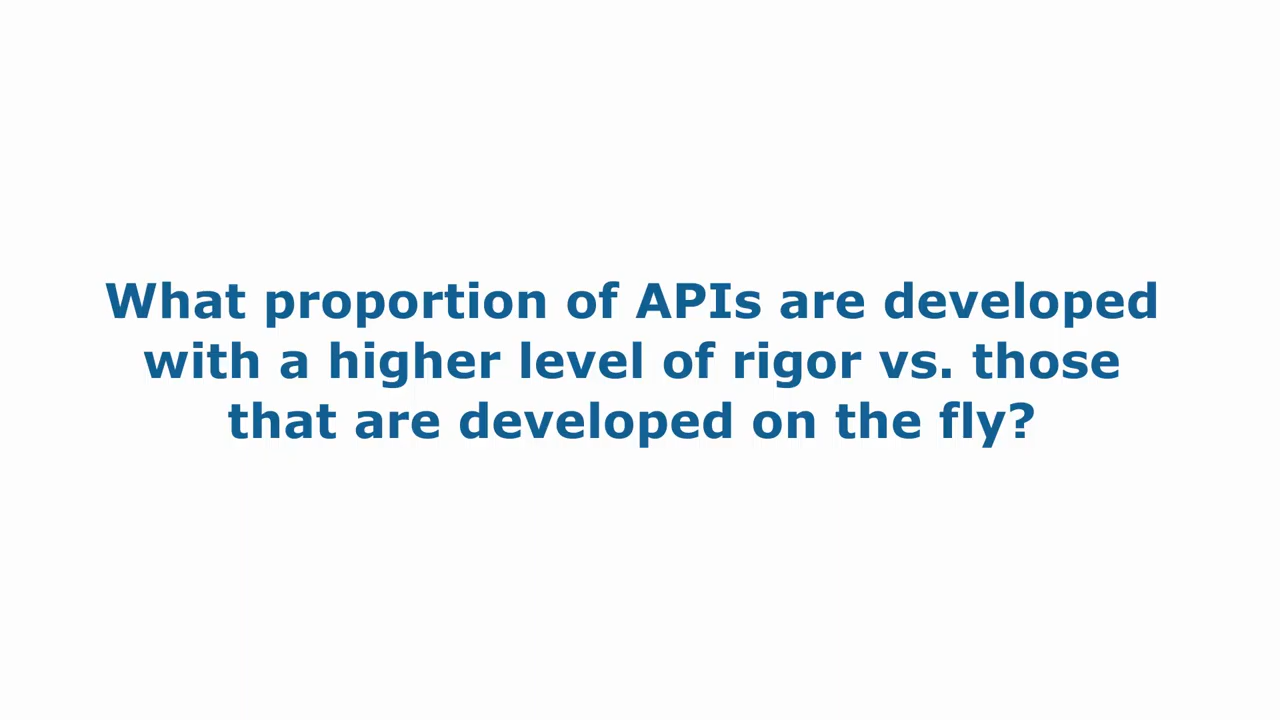 What proportion of APIs are developed
with a higher level of rigor vs. those
that are developed on the fly?